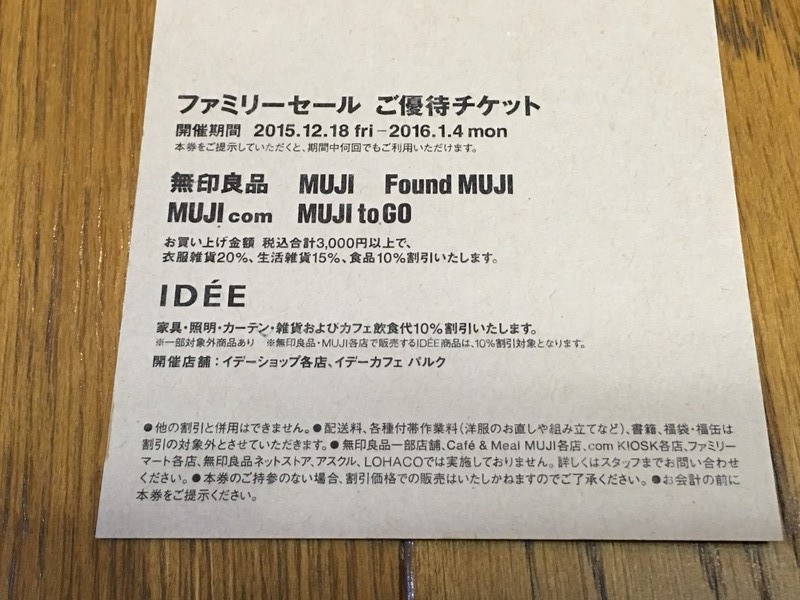 ファミリーセール ご優待チケット
開催期間 2015.12.18 fri－2016.1.4 mon
本券をご提示していただくと、期間中何回でもご利用いただけます。
無印良品 MUJI Found MUJI
MUJI com MUJI to GO
お買い上げ金額 税込合計3,000円以上で、
衣服雑貨20%、生活雑貨15%、食品10%割引いたします。
IDÉE
家具・照明・カーテン・雑貨およびカフェ飲食代10%割引いたします。
※一部対象外商品あり ※無印良品・MUJI各店で販売するIDÉE商品は、10%割引対象となります。
開催店舗：イデーショップ各店、イデーカフェ パルク
●他の割引と併用はできません。●配送料、各種付帯作業料(洋服のお直しや組み立てなど)、書籍、福袋・福缶は
割引の対象外とさせていただきます。●無印良品一部店舗、Café & Meal MUJI各店、com KIOSK各店、ファミリー
マート各店、無印良品ネットストア、アスクル、LOHACOでは実施しておりません。詳しくはスタッフまでお問い合わせ
ください。●本券のご持参のない場合、割引価格での販売はいたしかねますのでご了承ください。●お会計の前に
本券をご提示ください。